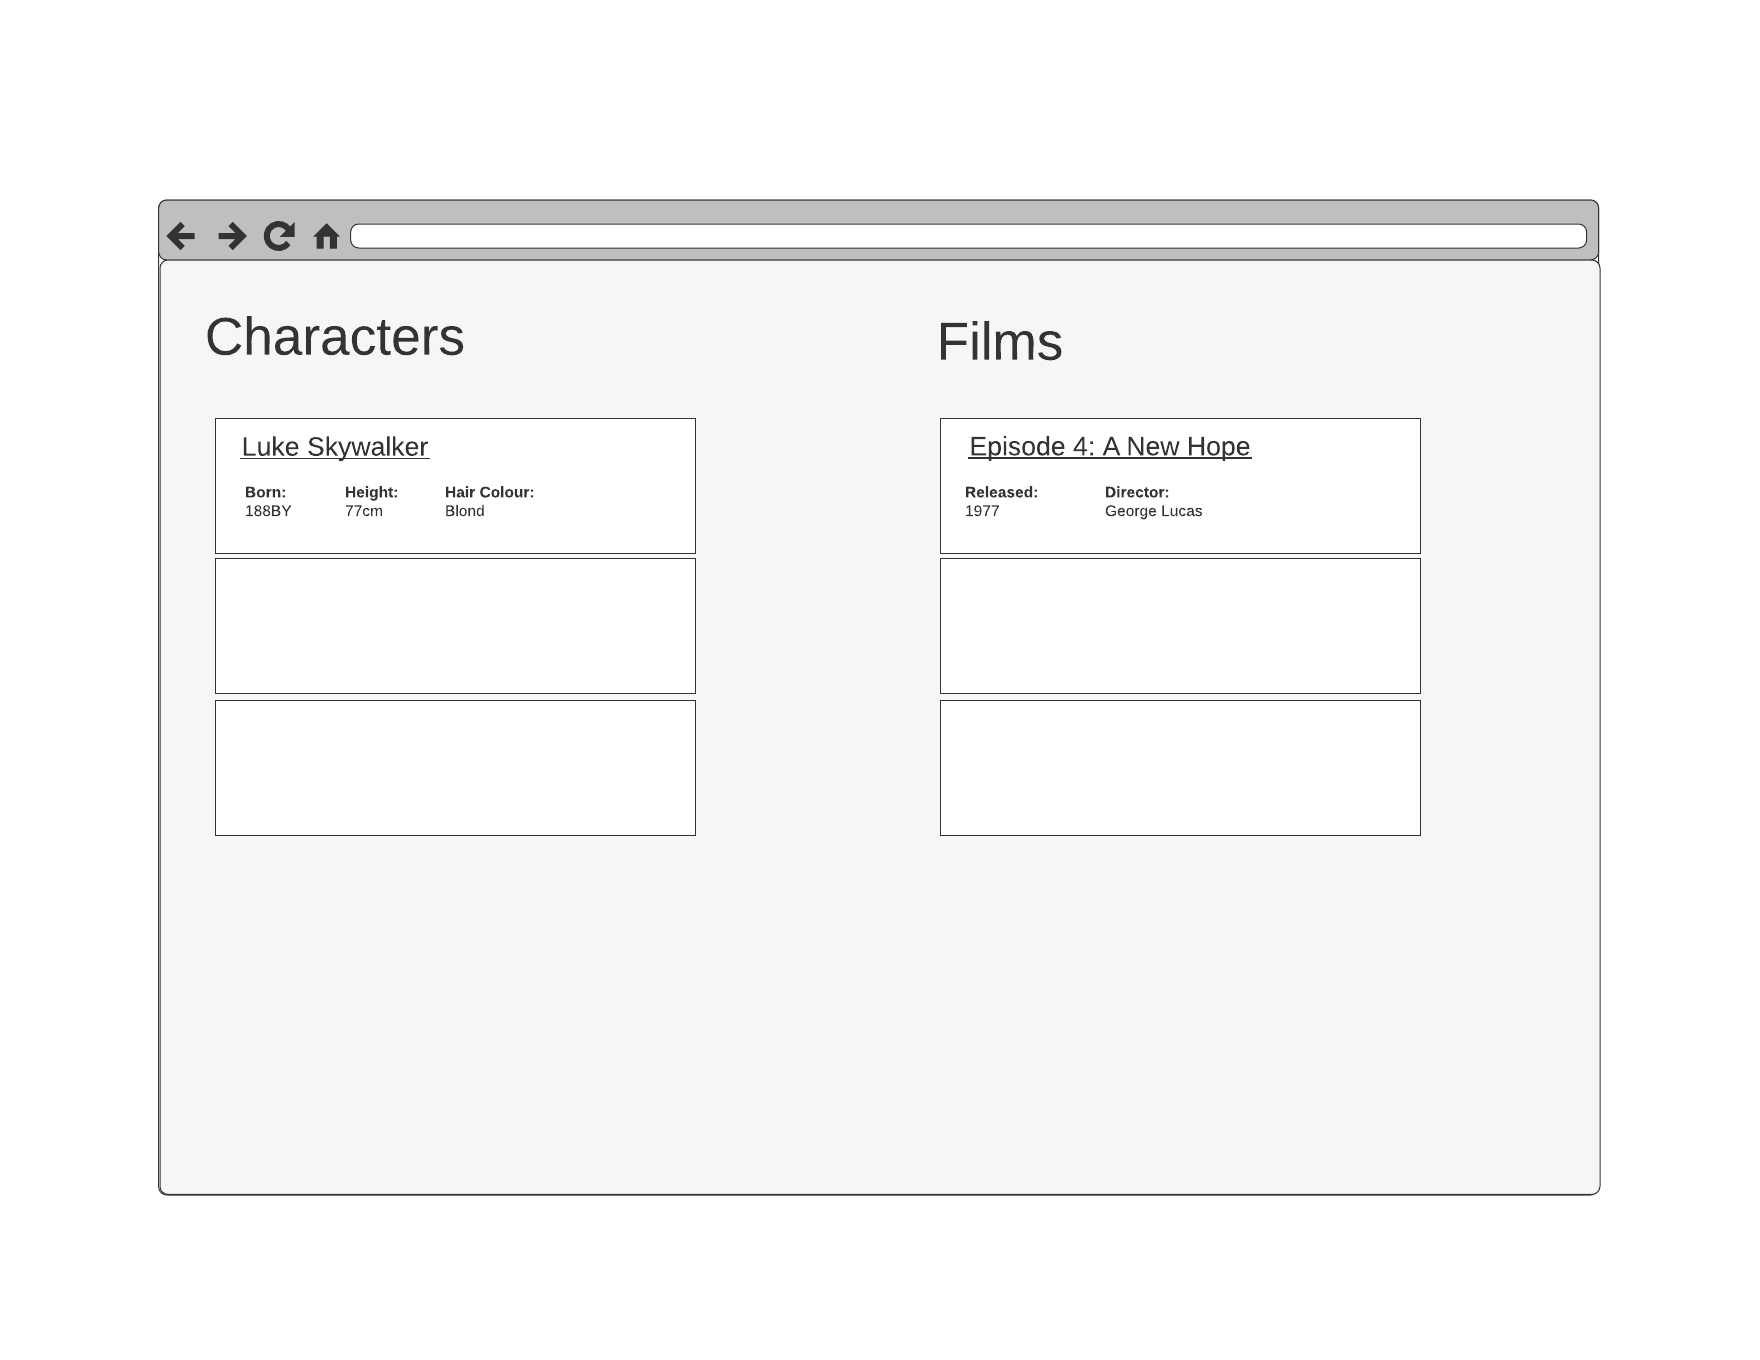 Characters
Luke Skywalker
Born: Height: Hair Colour:
188BY 77cm Blond
Films
Episode 4: A New Hope
Released: Director:
1977 George Lucas